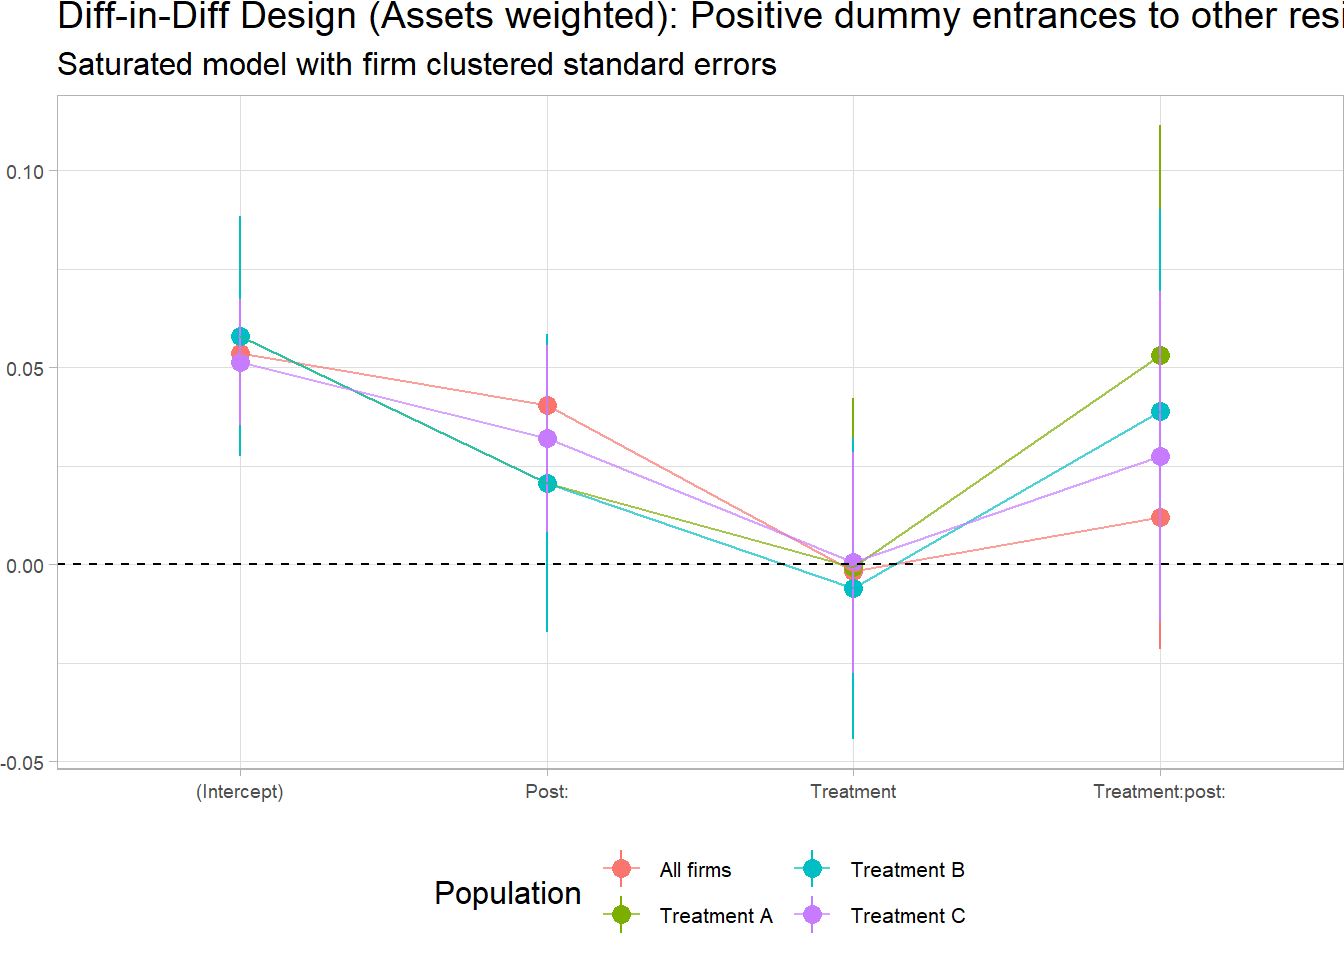 Diff-in-Diff Design (Assets weighted): Positive dummy entrances to other resi
Saturated model with firm clustered standard errors
0.10
0.05
0.00
-0.05
(Intercept) Post: Treatment Treatment:post:
Population
All firms Treatment B
Treatment A Treatment C